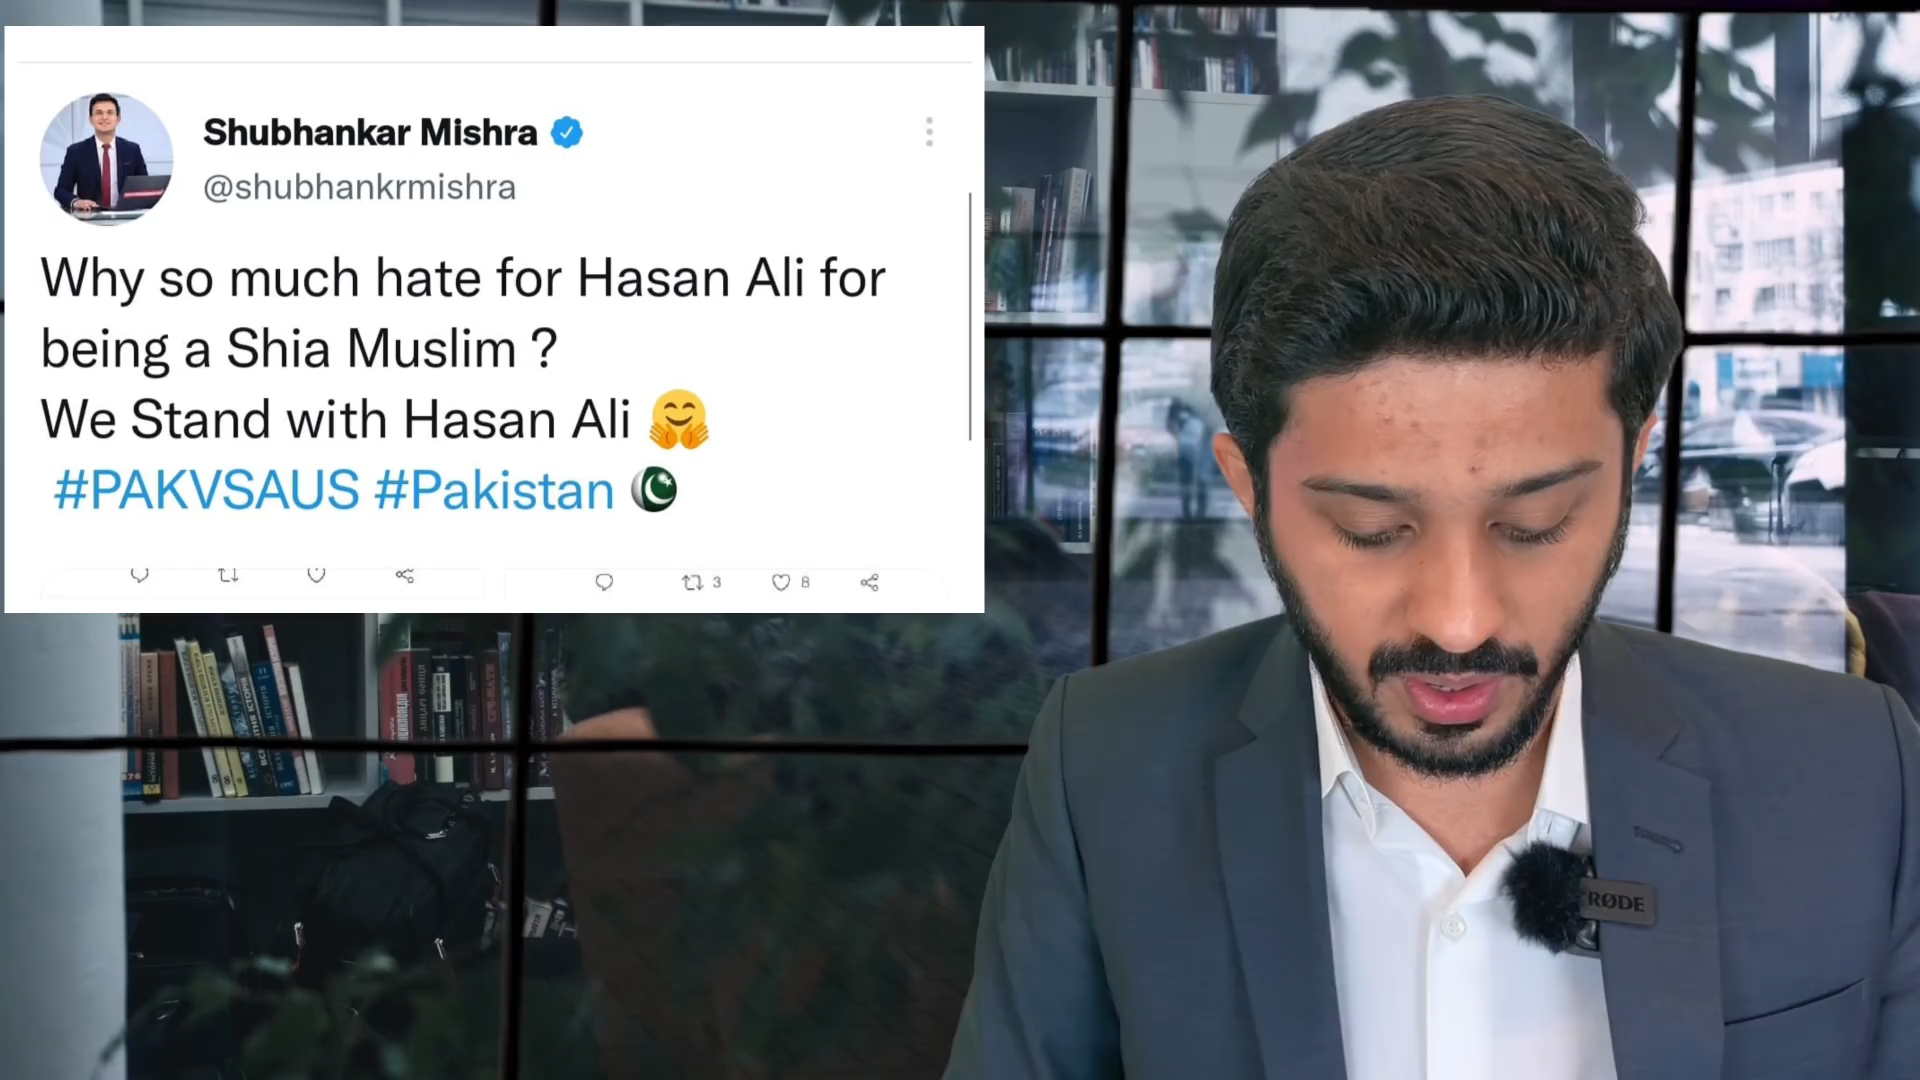 Shubhankar Mishra
@shubhankrmishra
Why so much hate for Hasan Ali for
being a Shia Muslim ?
We Stand with Hasan Ali 🤗
#PAKVSAUS #Pakistan 🇵🇰
3 8
RØDE